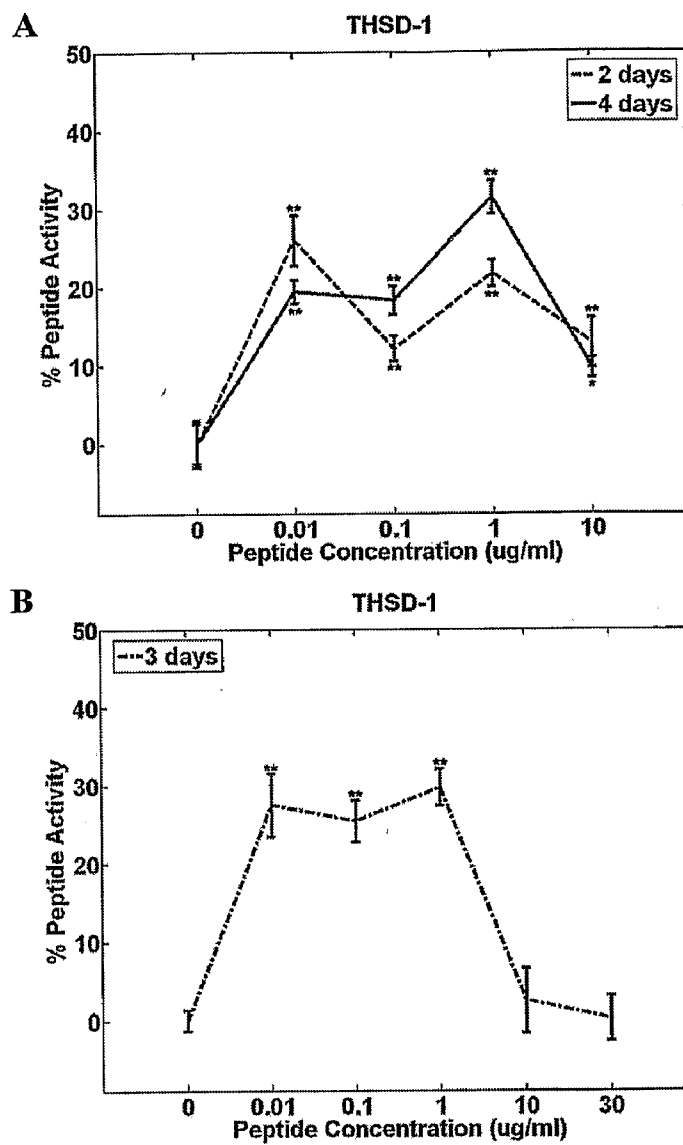 A
THSD-1
50
40
30
20
10
0
% Peptide Activity
2 days
4 days
**
**
**
**
**
**
**
**
*
0 0.01 0.1 1 10
Peptide Concentration (ug/ml)
B
THSD-1
50
40
30
20
10
0
% Peptide Activity
3 days
**
**
**
0 0.01 0.1 1 10 30
Peptide Concentration (ug/ml)